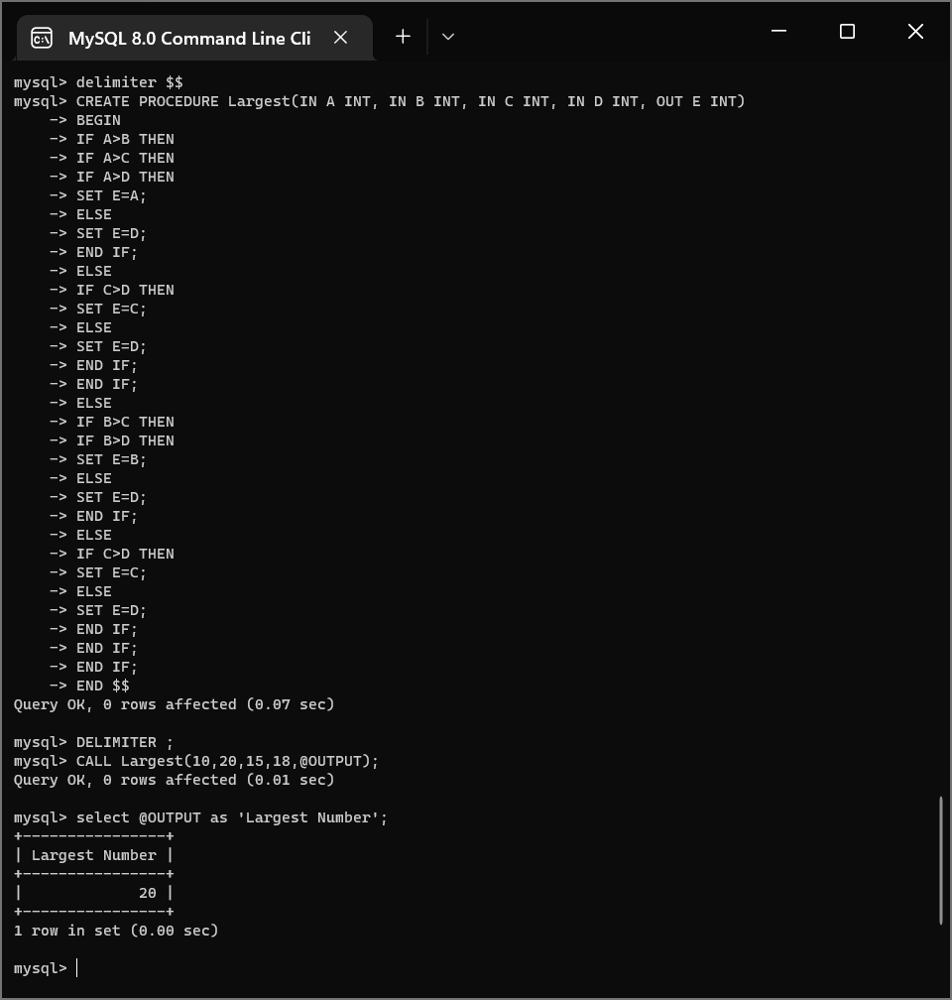 MySQL 8.0 Command Line Cli
mysql> delimiter $$
mysql> CREATE PROCEDURE Largest(IN A INT, IN B INT, IN C INT, IN D INT, OUT E INT)
    -> BEGIN
    -> IF A>B THEN
    -> IF A>C THEN
    -> IF A>D THEN
    -> SET E=A;
    -> ELSE
    -> SET E=D;
    -> END IF;
    -> ELSE
    -> IF C>D THEN
    -> SET E=C;
    -> ELSE
    -> SET E=D;
    -> END IF;
    -> END IF;
    -> ELSE
    -> IF B>C THEN
    -> IF B>D THEN
    -> SET E=B;
    -> ELSE
    -> SET E=D;
    -> END IF;
    -> ELSE
    -> IF C>D THEN
    -> SET E=C;
    -> ELSE
    -> SET E=D;
    -> END IF;
    -> END IF;
    -> END IF;
    -> END $$
Query OK, 0 rows affected (0.07 sec)

mysql> DELIMITER ;
mysql> CALL Largest(10,20,15,18,@OUTPUT);
Query OK, 0 rows affected (0.01 sec)

mysql> select @OUTPUT as 'Largest Number';
+----------------+
| Largest Number |
+----------------+
|             20 |
+----------------+
1 row in set (0.00 sec)

mysql>